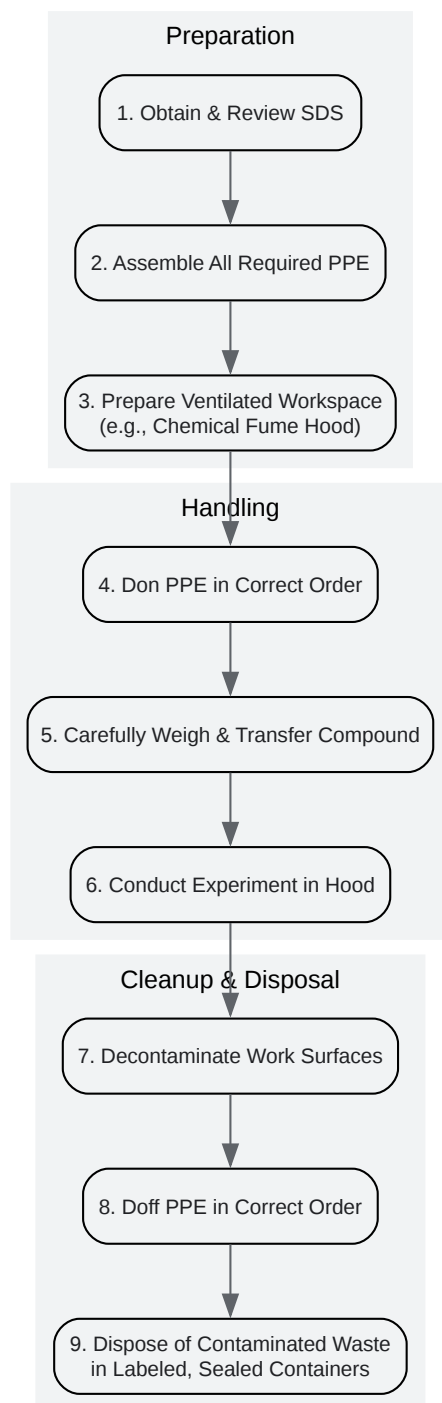 Preparation
1. Obtain & Review SDS
2. Assemble All Required PPE
3. Prepare Ventilated Workspace
(e.g., Chemical Fume Hood)
Handling
4. Don PPE in Correct Order
5. Carefully Weigh & Transfer Compound
6. Conduct Experiment in Hood
Cleanup & Disposal
7. Decontaminate Work Surfaces
8. Doff PPE in Correct Order
9. Dispose of Contaminated Waste
in Labeled, Sealed Containers